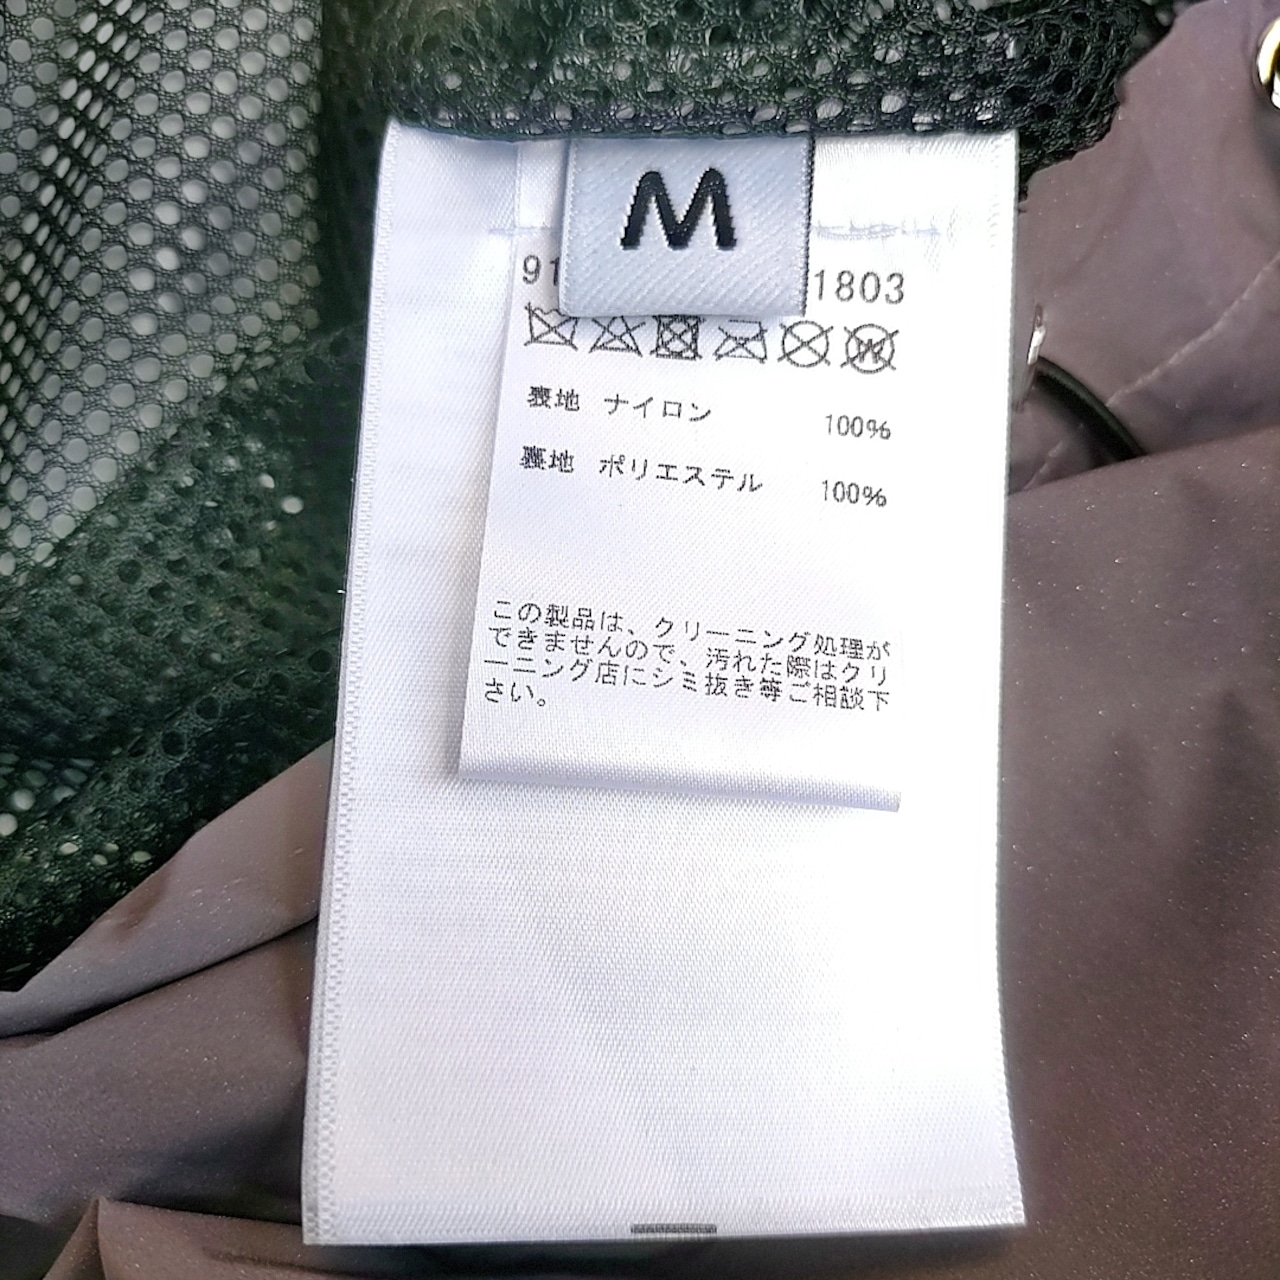 M
91 1803
表地 ナイロン 100%
裏地 ポリエステル 100%
この製品は、クリーニング処理が
できませんので、汚れた際はクリ
ーニング店にシミ抜き等ご相談下
さい。